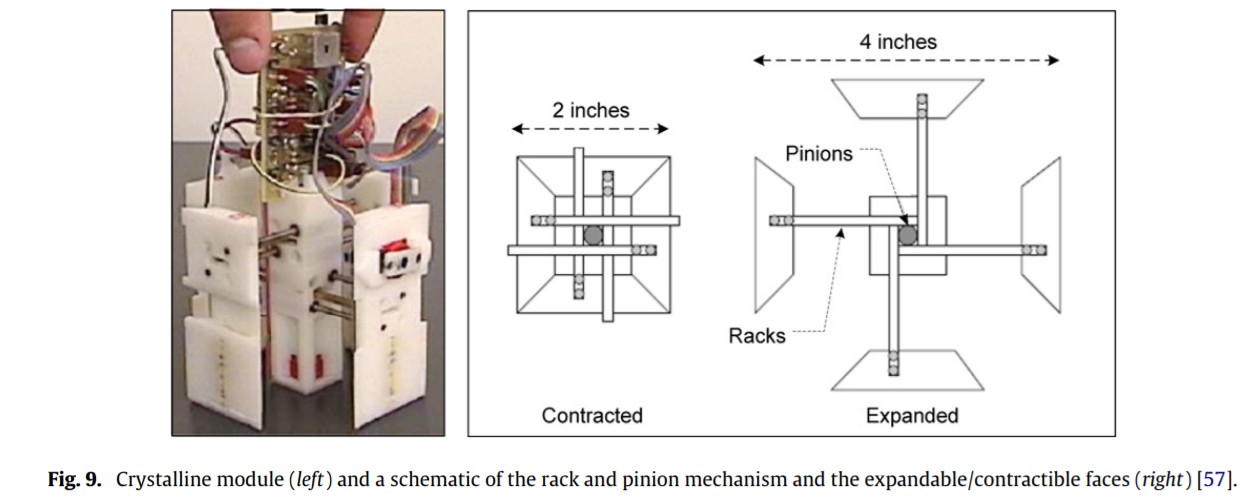 2 inches
4 inches
Pinions
Racks
Contracted
Expanded
Fig. 9. Crystalline module (left) and a schematic of the rack and pinion mechanism and the expandable/contractible faces (right) [57].